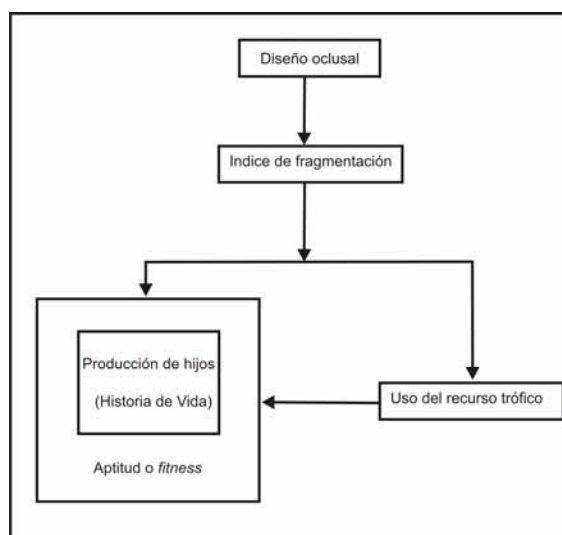 Diseño oclusal
Indice de fragmentación
Producción de hijos
(Historia de Vida)
Uso del recurso trófico
Aptitud o fitness